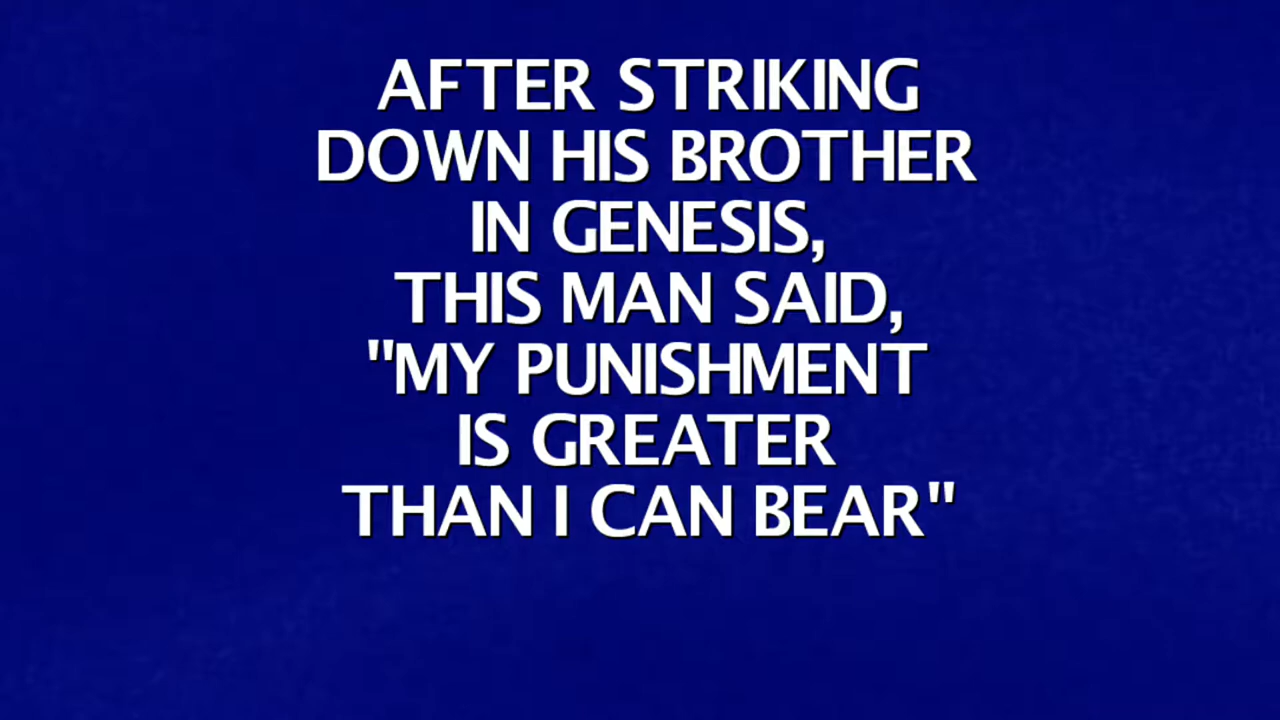 AFTER STRIKING
DOWN HIS BROTHER
IN GENESIS,
THIS MAN SAID,
"MY PUNISHMENT
IS GREATER
THAN I CAN BEAR"